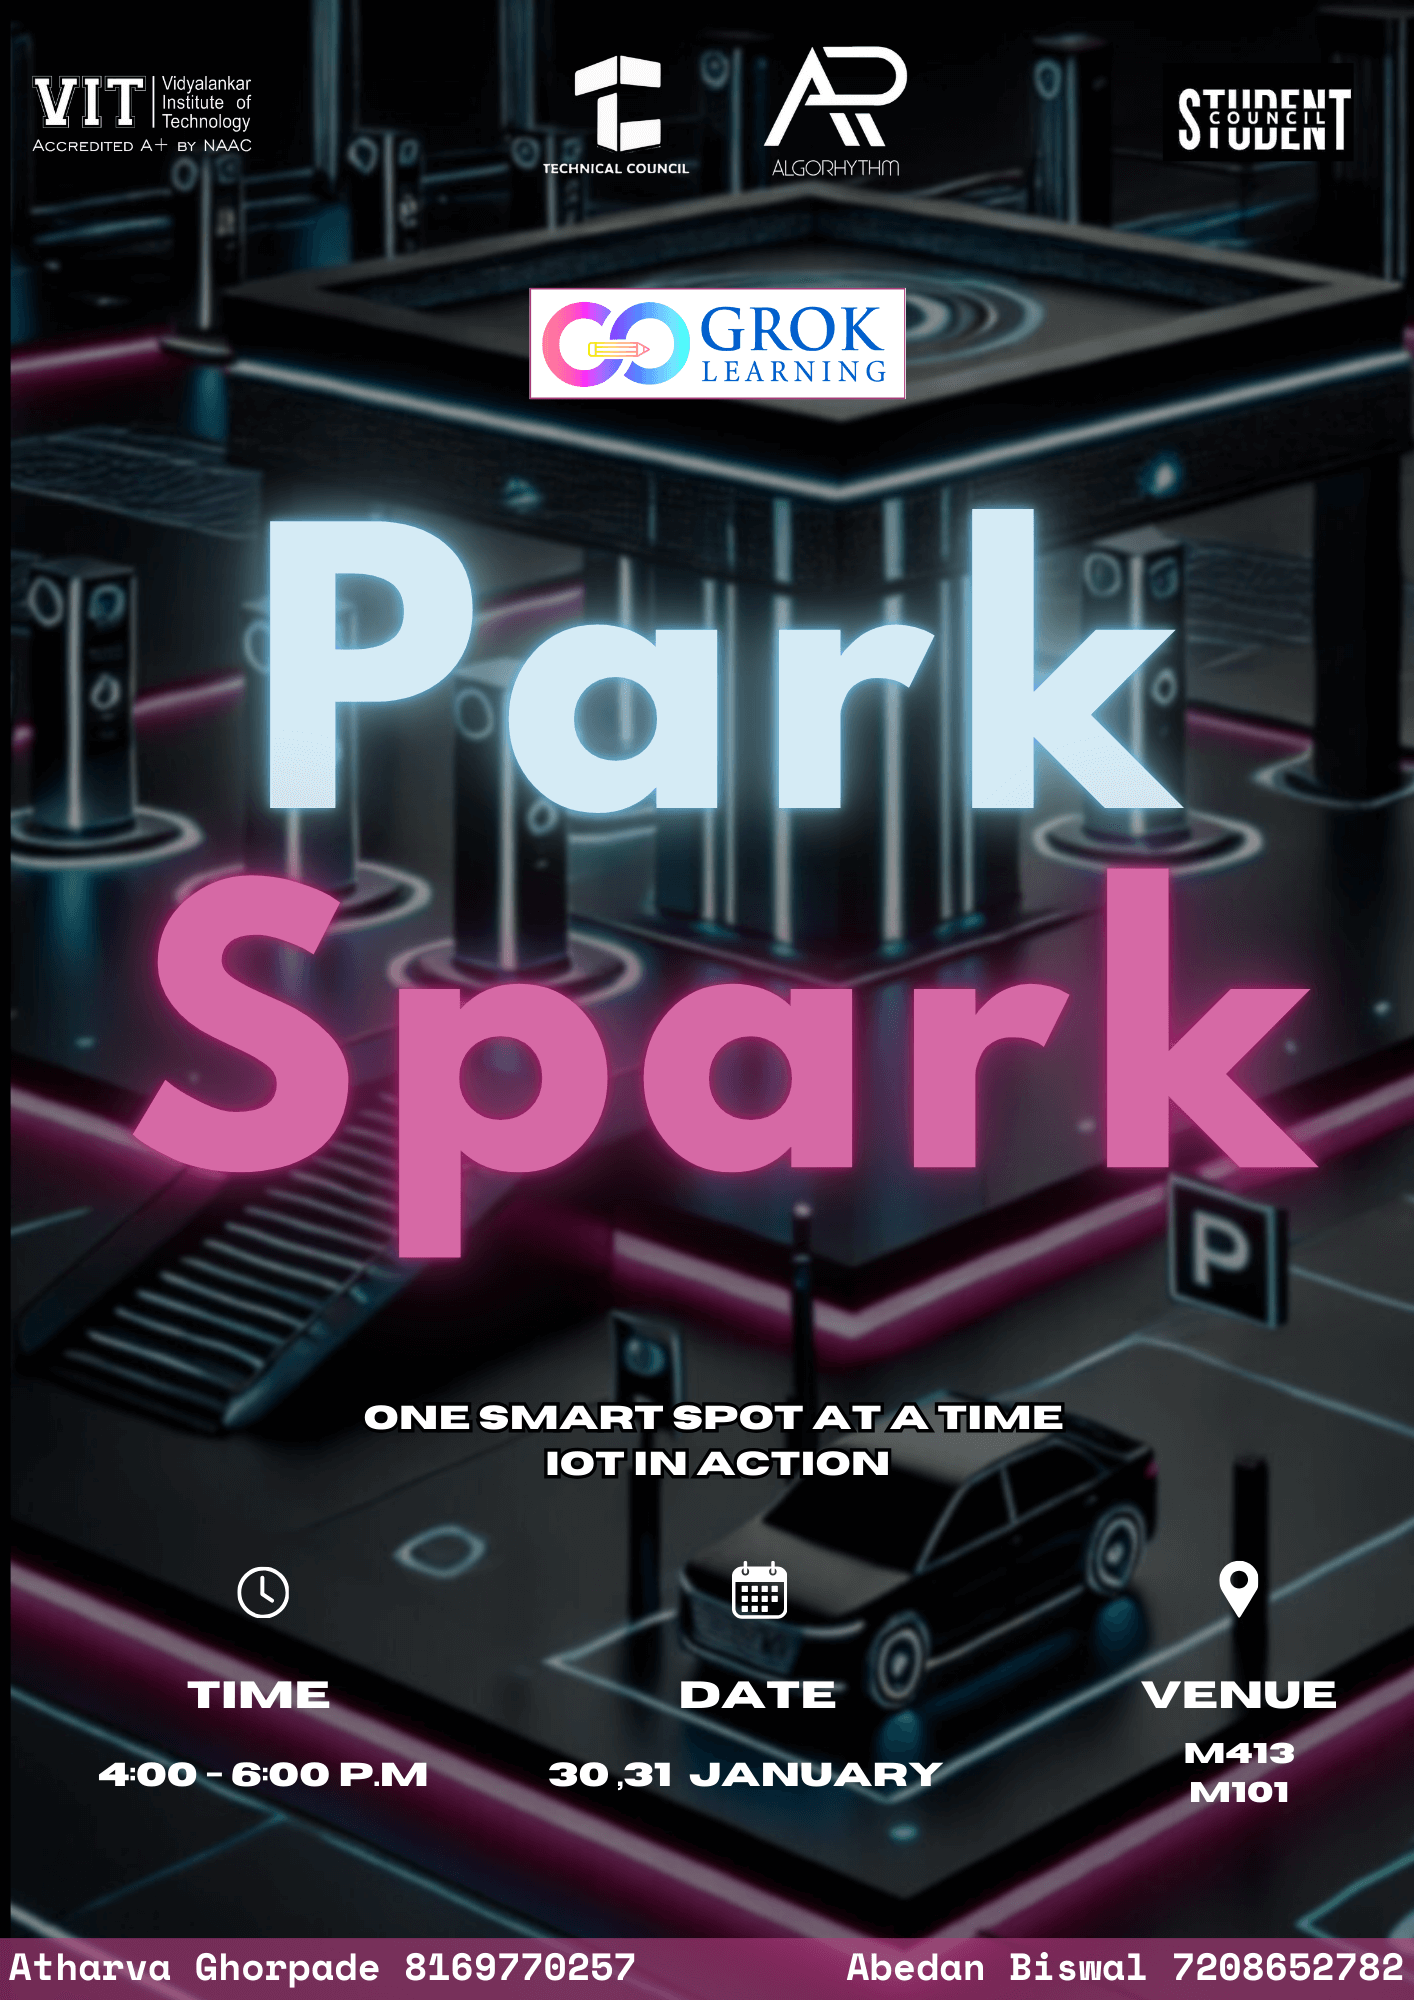 VIT
Vidyalankar
Institute of
Technology
ACCREDITED A+ BY NAAC
TECHNICAL COUNCIL
AR
ALGORHYTHM
STUDENT
COUNCIL
GROK
LEARNING
Park
Spark
P
ONE SMART SPOT AT A TIME
IOT IN ACTION
TIME
4:00 - 6:00 P.M
DATE
30 ,31 JANUARY
VENUE
M413
M101
Atharva Ghorpade 8169770257
Abedan Biswal 7208652782